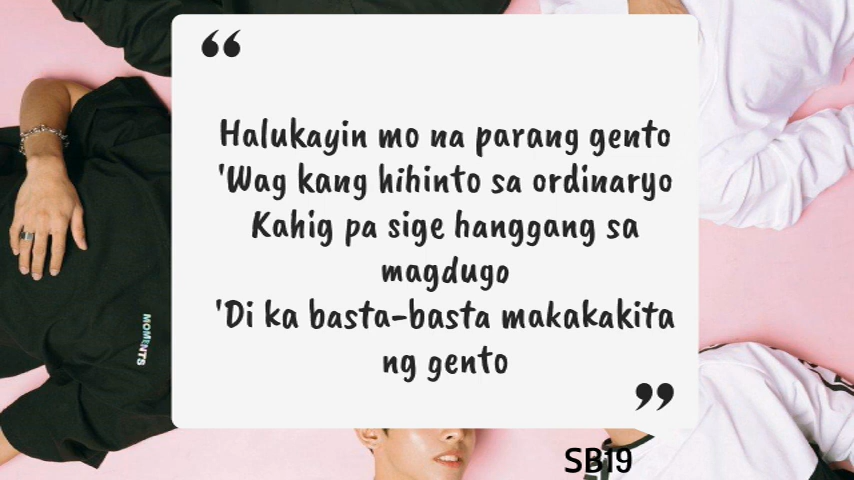 “
Halukayin mo na parang gento
'Wag kang hihinto sa ordinaryo
Kahig pa sige hanggang sa
magdugo
'Di ka basta-basta makakakita
ng gento
”
MOMENTS
SB19